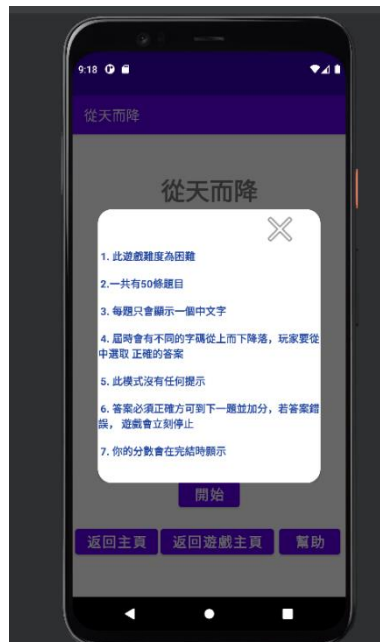 9:18
從天而降
從天而降
1. 此遊戲難度為困難
2.一共有50條題目
3. 每題只會顯示一個中文字
4. 屆時會有不同的字碼從上而下降落，玩家要從
中選取 正確的答案
5. 此模式沒有任何提示
6. 答案必須正確方可到下一題並加分，若答案錯
誤， 遊戲會立刻停止
7. 你的分數會在完結時顯示
開始
返回主頁 返回遊戲主頁 幫助